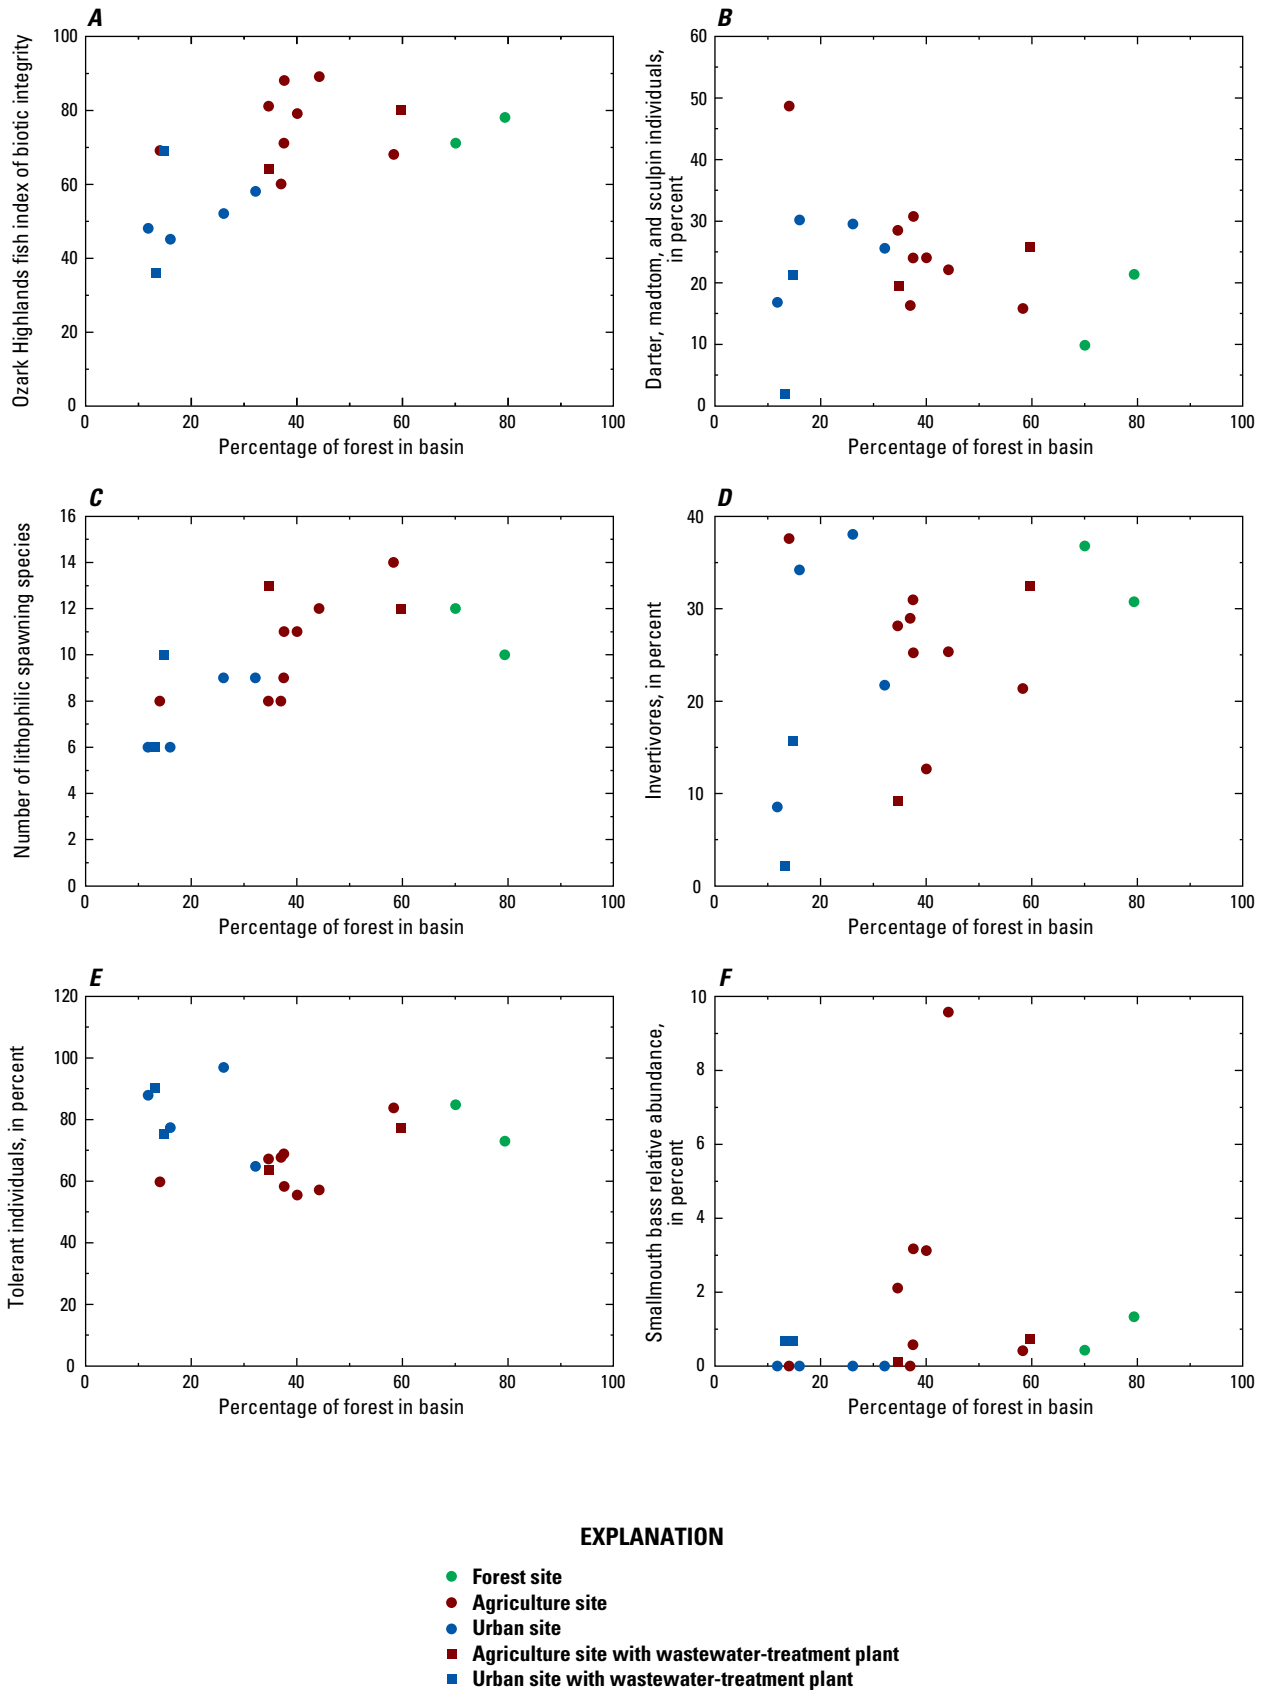 A
Ozark Highlands fish index of biotic integrity
100
80
60
40
20
0
0 20 40 60 80 100
Percentage of forest in basin
B
Darter, madtom, and sculpin individuals,
in percent
60
50
40
30
20
10
0
0 20 40 60 80 100
Percentage of forest in basin
C
Number of lithophilic spawning species
16
14
12
10
8
6
4
2
0
0 20 40 60 80 100
Percentage of forest in basin
D
Invertivores, in percent
40
30
20
10
0
0 20 40 60 80 100
Percentage of forest in basin
E
Tolerant individuals, in percent
120
100
80
60
40
20
0
0 20 40 60 80 100
Percentage of forest in basin
F
Smallmouth bass relative abundance,
in percent
10
8
6
4
2
0
0 20 40 60 80 100
Percentage of forest in basin
EXPLANATION
Forest site
Agriculture site
Urban site
Agriculture site with wastewater-treatment plant
Urban site with wastewater-treatment plant